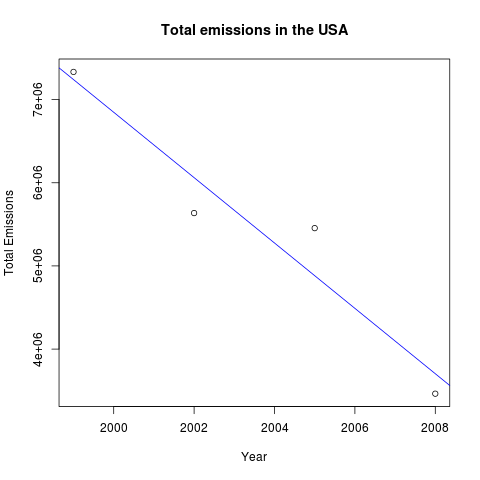 Total emissions in the USA
Total Emissions
7e+06
6e+06
5e+06
4e+06
2000 2002 2004 2006 2008
Year